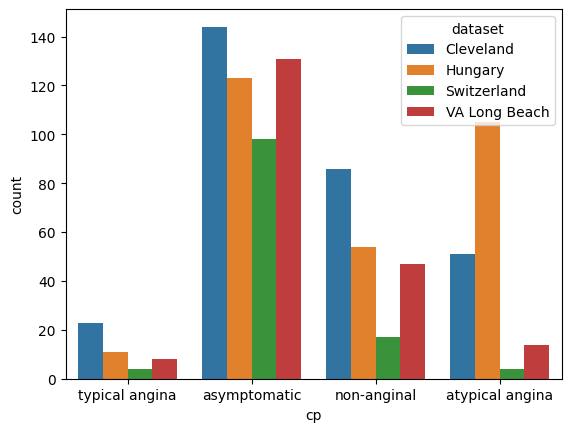 dataset
Cleveland
Hungary
Switzerland
VA Long Beach
count
140
120
100
80
60
40
20
0
typical angina asymptomatic non-anginal atypical angina
cp